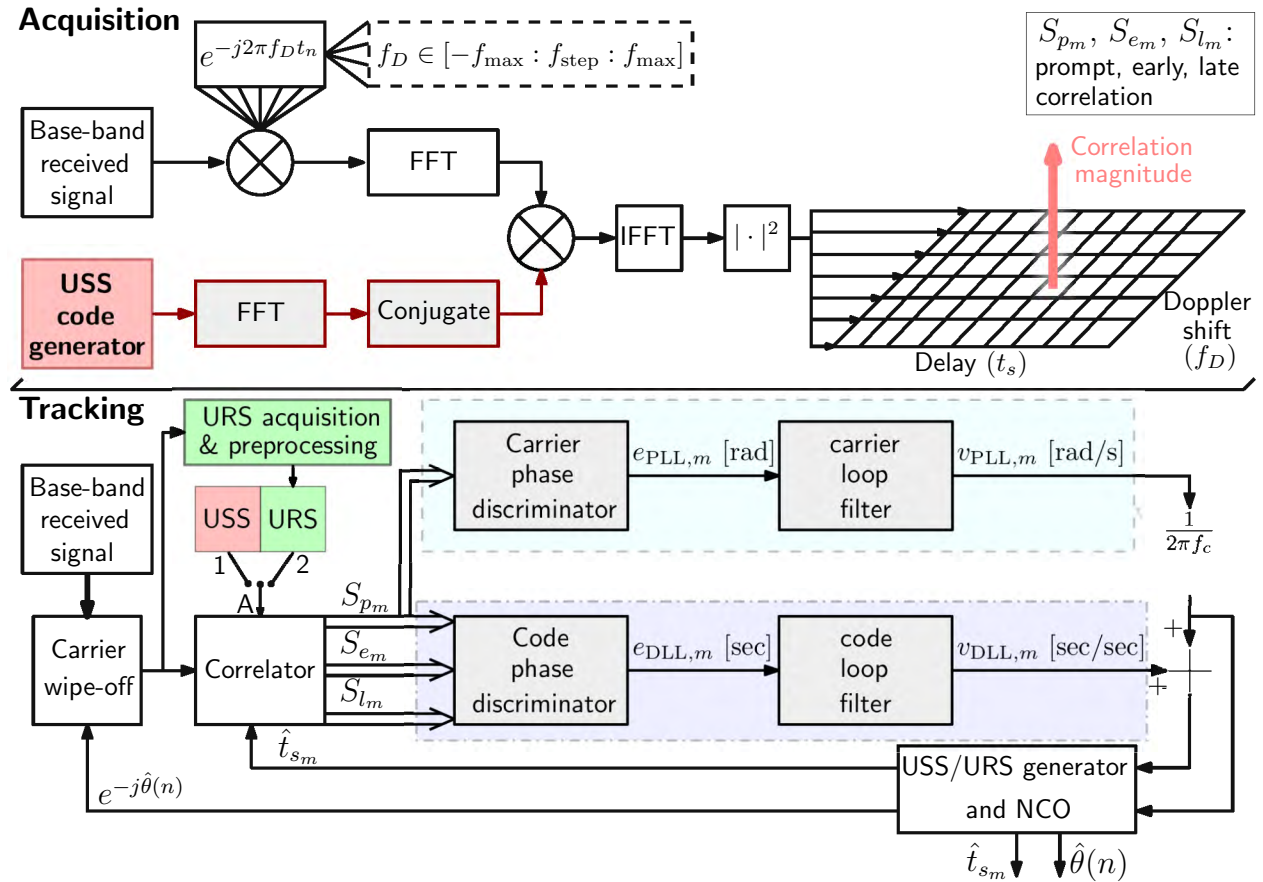 Acquisition
e^{-j2πf_D t_n}
f_D ∈ [−f_max : f_step : f_max]
S_{p_m}, S_{e_m}, S_{l_m}:
prompt, early, late
correlation
Base-band
received
signal
FFT
Correlation
magnitude
IFFT
| · |^2
USS
code
generator
FFT
Conjugate
Doppler
shift
(f_D)
Delay (t_s)
Tracking
URS acquisition
& preprocessing
Base-band
received
signal
USS
URS
1
2
A
Carrier
phase
discriminator
e_{PLL,m} [rad]
carrier
loop
filter
v_{PLL,m} [rad/s]
1
2πf_c
Carrier
wipe-off
Correlator
S_{p_m}
S_{e_m}
S_{l_m}
Code
phase
discriminator
e_{DLL,m} [sec]
code
loop
filter
v_{DLL,m} [sec/sec]
+
+
t̂_{s_m}
e^{-jθ̂(n)}
USS/URS generator
and NCO
t̂_{s_m}
θ̂(n)